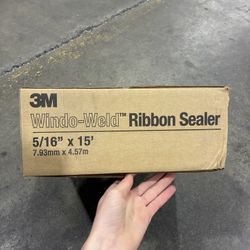 3M
Windo-Weld™ Ribbon Sealer
5/16" x 15'
7.93mm x 4.57m